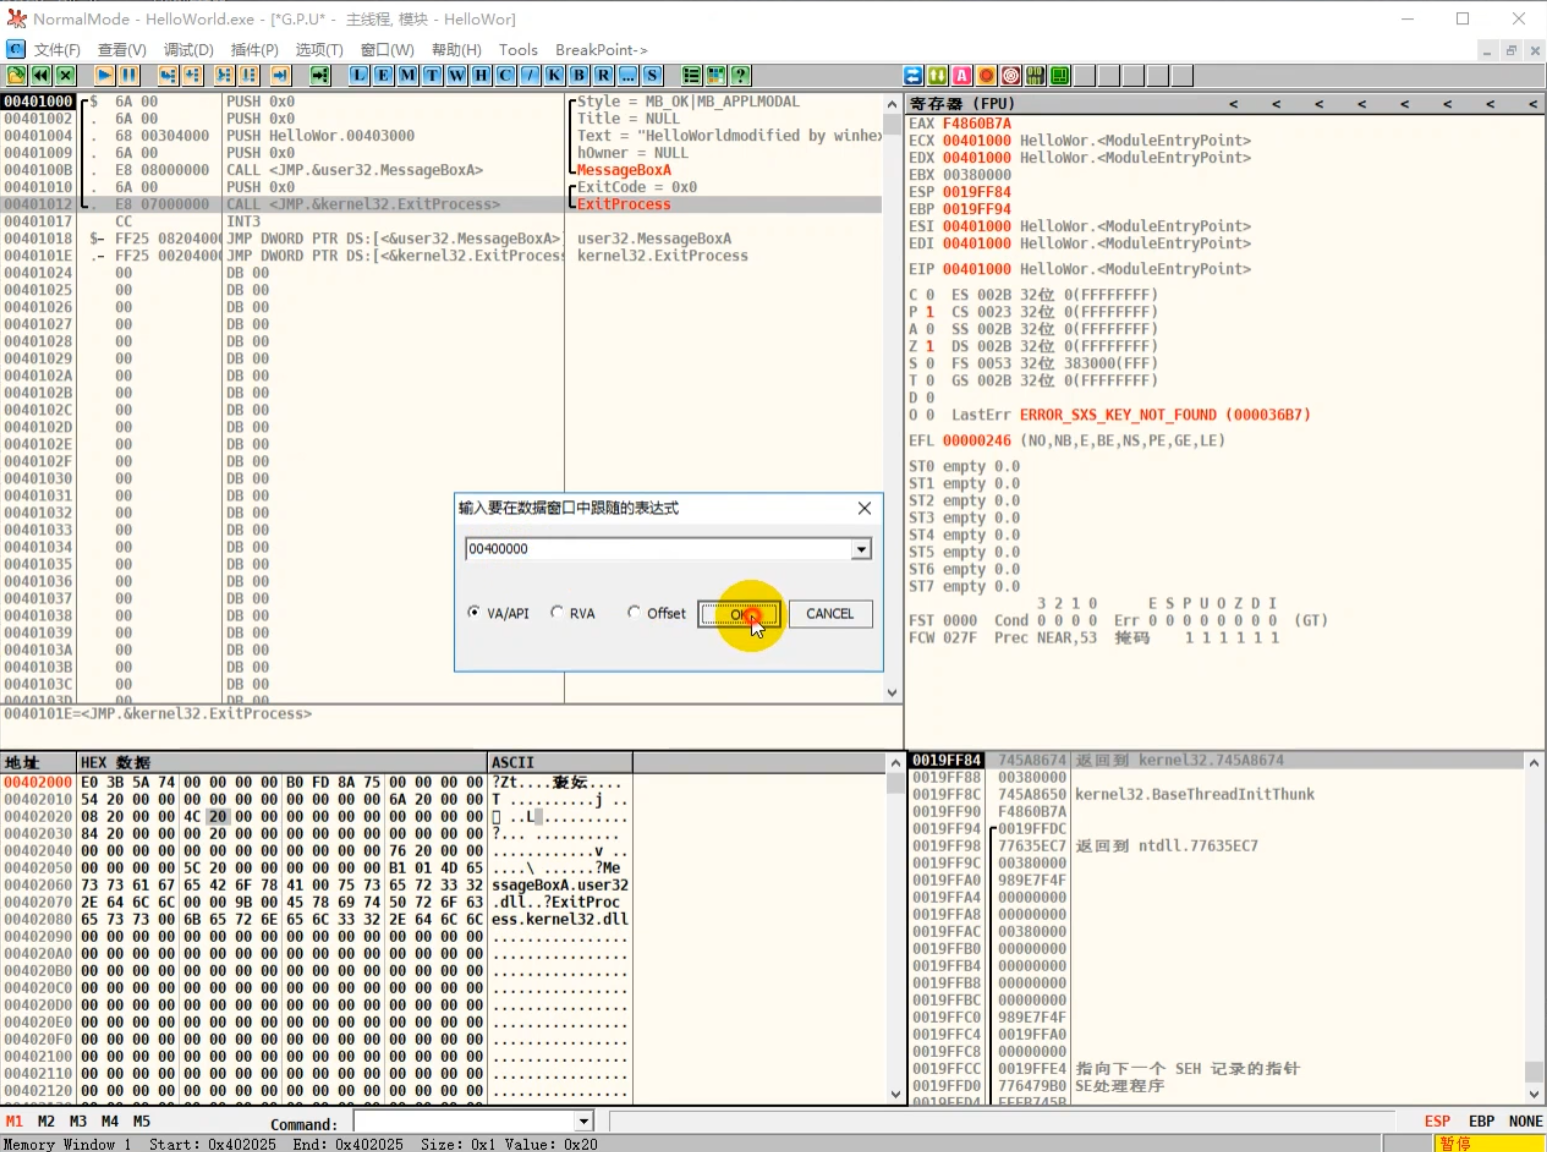 NormalMode - HelloWorld.exe - [*G.P.U* - 主线程, 模块 - HelloWor]
文件(F) 查看(V) 调试(D) 插件(P) 选项(T) 窗口(W) 帮助(H) Tools BreakPoint->
L E M T W H C / K B R ... S ?
00401000 $ 6A 00 PUSH 0x0 Style = MB_OK|MB_APPLMODAL
00401002 . 6A 00 PUSH 0x0 Title = NULL
00401004 . 68 00304000 PUSH HelloWor.00403000 Text = "HelloWorldmodified by winhex
00401009 . 6A 00 PUSH 0x0 hOwner = NULL
0040100B . E8 08000000 CALL <JMP.&user32.MessageBoxA> MessageBoxA
00401010 . 6A 00 PUSH 0x0 ExitCode = 0x0
00401012 . E8 07000000 CALL <JMP.&kernel32.ExitProcess> ExitProcess
00401017 CC INT3
00401018 $- FF25 08204000 JMP DWORD PTR DS:[<&user32.MessageBoxA>] user32.MessageBoxA
0040101E .- FF25 00204000 JMP DWORD PTR DS:[<&kernel32.ExitProcess kernel32.ExitProcess
00401024 00 DB 00
00401025 00 DB 00
00401026 00 DB 00
00401027 00 DB 00
00401028 00 DB 00
00401029 00 DB 00
0040102A 00 DB 00
0040102B 00 DB 00
0040102C 00 DB 00
0040102D 00 DB 00
0040102E 00 DB 00
0040102F 00 DB 00
00401030 00 DB 00
00401031 00 DB 00
00401032 00 DB 00
00401033 00 DB 00
00401034 00 DB 00
00401035 00 DB 00
00401036 00 DB 00
00401037 00 DB 00
00401038 00 DB 00
00401039 00 DB 00
0040103A 00 DB 00
0040103B 00 DB 00
0040103C 00 DB 00
0040103D 00 DB 00
0040101E=<JMP.&kernel32.ExitProcess>
输入要在数据窗口中跟随的表达式
00400000
VA/API RVA Offset OK CANCEL
寄存器 (FPU) < < < < < < < <
EAX F4860B7A
ECX 00401000 HelloWor.<ModuleEntryPoint>
EDX 00401000 HelloWor.<ModuleEntryPoint>
EBX 00380000
ESP 0019FF84
EBP 0019FF94
ESI 00401000 HelloWor.<ModuleEntryPoint>
EDI 00401000 HelloWor.<ModuleEntryPoint>
EIP 00401000 HelloWor.<ModuleEntryPoint>
C 0 ES 002B 32位 0(FFFFFFFF)
P 1 CS 0023 32位 0(FFFFFFFF)
A 0 SS 002B 32位 0(FFFFFFFF)
Z 1 DS 002B 32位 0(FFFFFFFF)
S 0 FS 0053 32位 383000(FFF)
T 0 GS 002B 32位 0(FFFFFFFF)
D 0
O 0 LastErr ERROR_SXS_KEY_NOT_FOUND (000036B7)
EFL 00000246 (NO,NB,E,BE,NS,PE,GE,LE)
ST0 empty 0.0
ST1 empty 0.0
ST2 empty 0.0
ST3 empty 0.0
ST4 empty 0.0
ST5 empty 0.0
ST6 empty 0.0
ST7 empty 0.0
3 2 1 0 E S P U O Z D I
FST 0000 Cond 0 0 0 0 Err 0 0 0 0 0 0 0 0 (GT)
FCW 027F Prec NEAR,53 掩码 1 1 1 1 1 1
地址 HEX 数据 ASCII
00402000 E0 3B 5A 74 00 00 00 00 B0 FD 8A 75 00 00 00 00 ?Zt....褒妘....
00402010 54 20 00 00 00 00 00 00 00 00 00 00 6A 20 00 00 T ..........j ..
00402020 08 20 00 00 4C 20 00 00 00 00 00 00 00 00 00 00 ..L..........
00402030 84 20 00 00 00 20 00 00 00 00 00 00 00 00 00 00 ?... ..........
00402040 00 00 00 00 00 00 00 00 00 00 00 00 76 20 00 00 ............v ..
00402050 00 00 00 00 5C 20 00 00 00 00 00 00 B1 01 4D 65 ....\ ......?Me
00402060 73 73 61 67 65 42 6F 78 41 00 75 73 65 72 33 32 ssageBoxA.user32
00402070 2E 64 6C 6C 00 00 9B 00 45 78 69 74 50 72 6F 63 .dll..?ExitProc
00402080 65 73 73 00 6B 65 72 6E 65 6C 33 32 2E 64 6C 6C ess.kernel32.dll
00402090 00 00 00 00 00 00 00 00 00 00 00 00 00 00 00 00 ................
004020A0 00 00 00 00 00 00 00 00 00 00 00 00 00 00 00 00 ................
004020B0 00 00 00 00 00 00 00 00 00 00 00 00 00 00 00 00 ................
004020C0 00 00 00 00 00 00 00 00 00 00 00 00 00 00 00 00 ................
004020D0 00 00 00 00 00 00 00 00 00 00 00 00 00 00 00 00 ................
004020E0 00 00 00 00 00 00 00 00 00 00 00 00 00 00 00 00 ................
004020F0 00 00 00 00 00 00 00 00 00 00 00 00 00 00 00 00 ................
00402100 00 00 00 00 00 00 00 00 00 00 00 00 00 00 00 00 ................
00402110 00 00 00 00 00 00 00 00 00 00 00 00 00 00 00 00 ................
00402120 00 00 00 00 00 00 00 00 00 00 00 00 00 00 00 00 ................
0019FF84 745A8674 返回到 kernel32.745A8674
0019FF88 00380000
0019FF8C 745A8650 kernel32.BaseThreadInitThunk
0019FF90 F4860B7A
0019FF94 0019FFDC
0019FF98 77635EC7 返回到 ntdll.77635EC7
0019FF9C 00380000
0019FFA0 989E7F4F
0019FFA4 00000000
0019FFA8 00000000
0019FFAC 00380000
0019FFB0 00000000
0019FFB4 00000000
0019FFB8 00000000
0019FFBC 00000000
0019FFC0 989E7F4F
0019FFC4 0019FFA0
0019FFC8 00000000
0019FFCC 0019FFE4 指向下一个 SEH 记录的指针
0019FFD0 776479B0 SE处理程序
0019FFD4 FFFB745B
M1 M2 M3 M4 M5 Command: ESP EBP NONE
Memory Window 1 Start: 0x402025 End: 0x402025 Size: 0x1 Value: 0x20 暂停